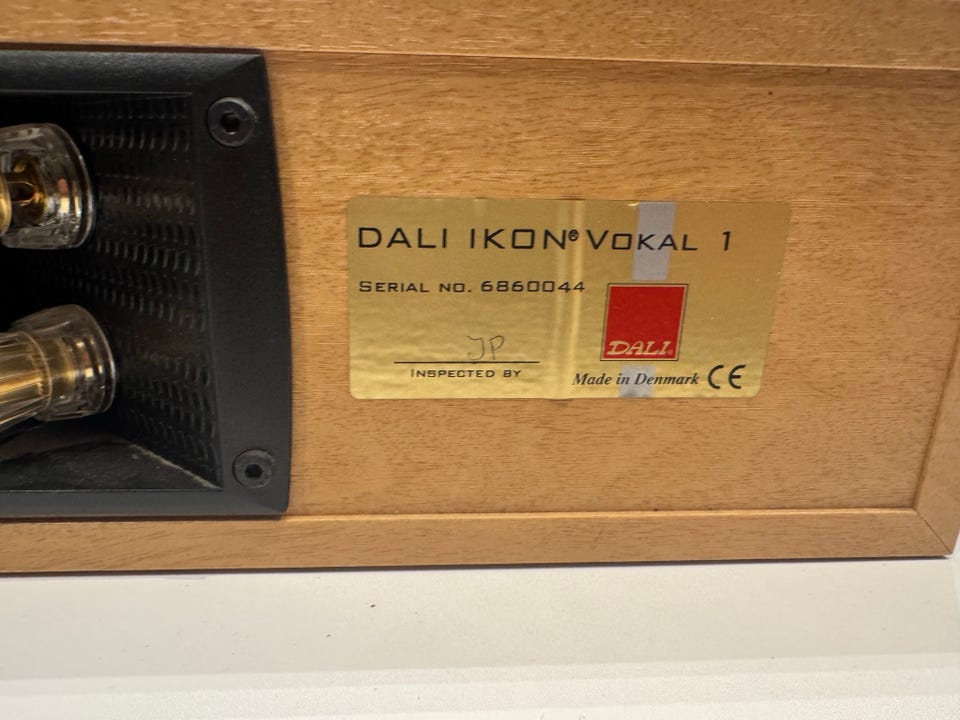 DALI IKON® VOKAL 1
SERIAL NO. 6860044
JP
INSPECTED BY
DALI
Made in Denmark CE